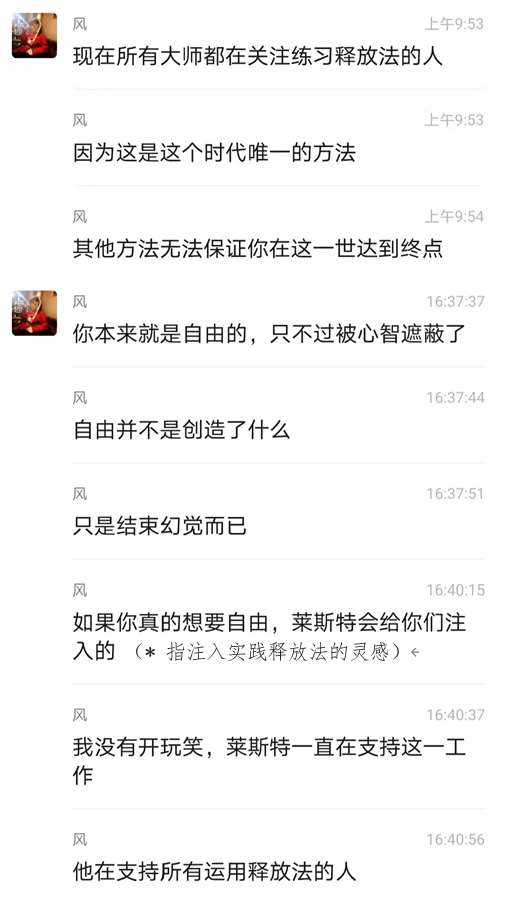 风 上午9:53
现在所有大师都在关注练习释放法的人
风 上午9:53
因为这是这个时代唯一的方法
风 上午9:54
其他方法无法保证你在这一世达到终点
风 16:37:37
你本来就是自由的，只不过被心智遮蔽了
风 16:37:44
自由并不是创造了什么
风 16:37:51
只是结束幻觉而已
风 16:40:15
如果你真的想要自由，莱斯特会给你们注
入的 （* 指注入实践释放法的灵感）←
风 16:40:37
我没有开玩笑，莱斯特一直在支持这一工
作
风 16:40:56
他在支持所有运用释放法的人